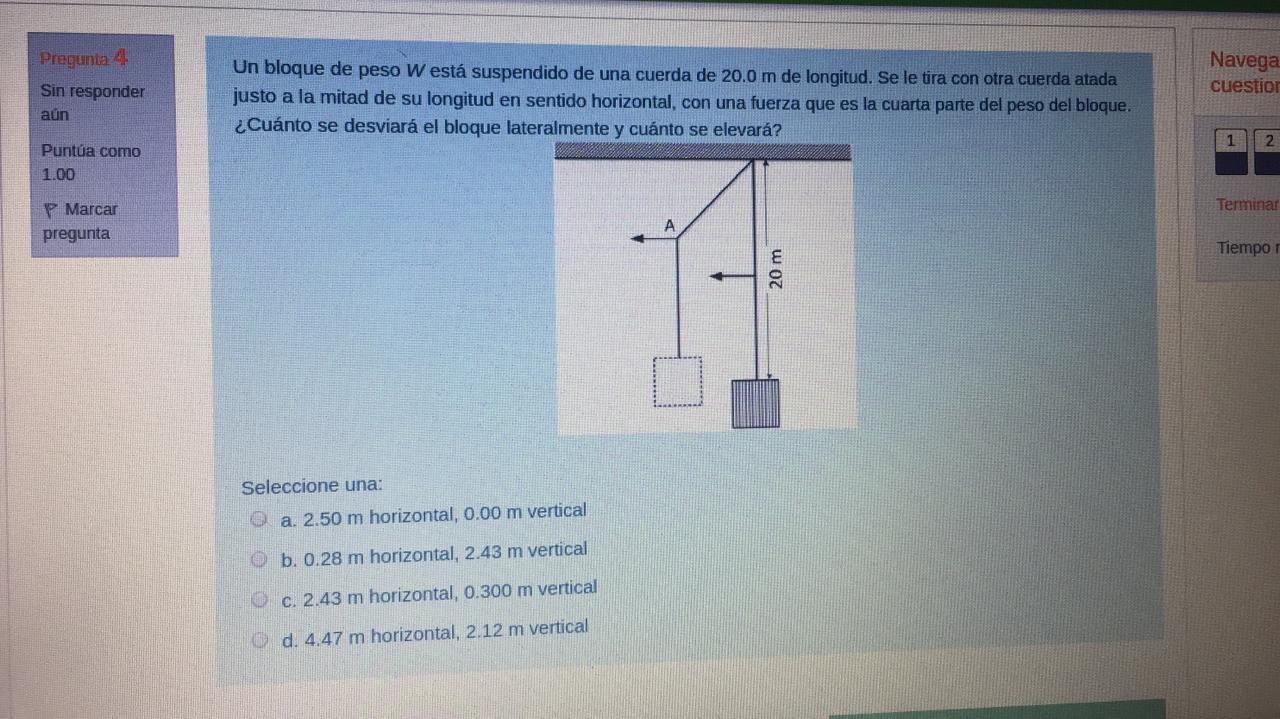 Pregunta 4
Sin responder
aún
Puntúa como
1.00
Marcar
pregunta
Un bloque de peso W está suspendido de una cuerda de 20.0 m de longitud. Se le tira con otra cuerda atada
justo a la mitad de su longitud en sentido horizontal, con una fuerza que es la cuarta parte del peso del bloque.
¿Cuánto se desviará el bloque lateralmente y cuánto se elevará?
A
20 m
Seleccione una:
a. 2.50 m horizontal, 0.00 m vertical
b. 0.28 m horizontal, 2.43 m vertical
c. 2.43 m horizontal, 0.300 m vertical
d. 4.47 m horizontal, 2.12 m vertical
Navega
cuestion
1 2
Terminar
Tiempo r